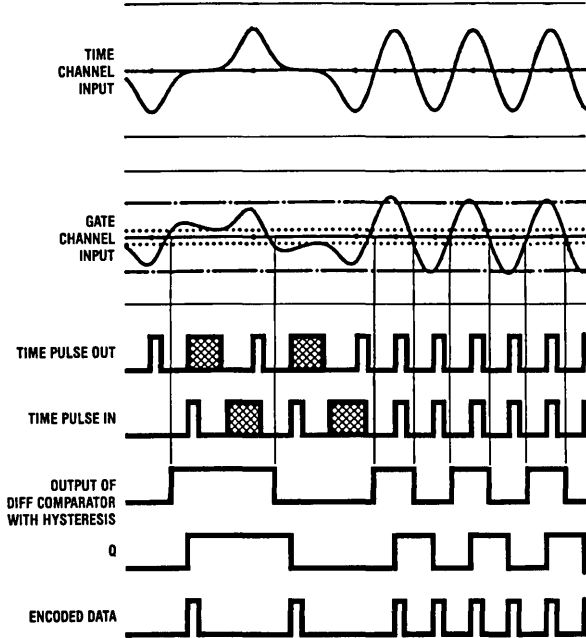 TIME
CHANNEL
INPUT
GATE
CHANNEL
INPUT
TIME PULSE OUT
TIME PULSE IN
OUTPUT OF
DIFF COMPARATOR
WITH HYSTERESIS
Q
ENCODED DATA